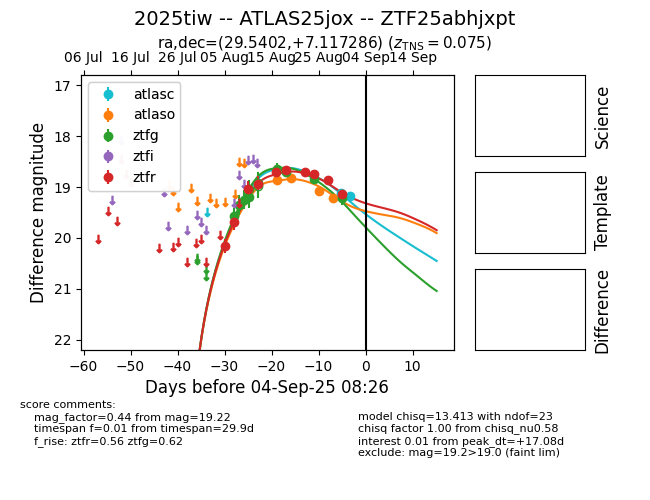 2025tiw -- ATLAS25jox -- ZTF25abhjxpt
ra,dec=(29.5402,+7.117286) (zTNS = 0.075)
06 Jul 16 Jul 26 Jul 05 Aug 15 Aug 25 Aug 04 Sep 14 Sep
17
18
19
20
21
22
Difference magnitude
atlasc
atlaso
ztfg
ztfi
ztfr
−60 −50 −40 −30 −20 −10 0 10
Days before 04-Sep-25 08:26
Science
Template
Difference
score comments:
mag_factor=0.44 from mag=19.22
timespan f=0.01 from timespan=29.9d
f_rise: ztfr=0.56 ztfg=0.62
model chisq=13.413 with ndof=23
chisq factor 1.00 from chisq_nu0.58
interest 0.01 from peak_dt=+17.08d
exclude: mag=19.2>19.0 (faint lim)